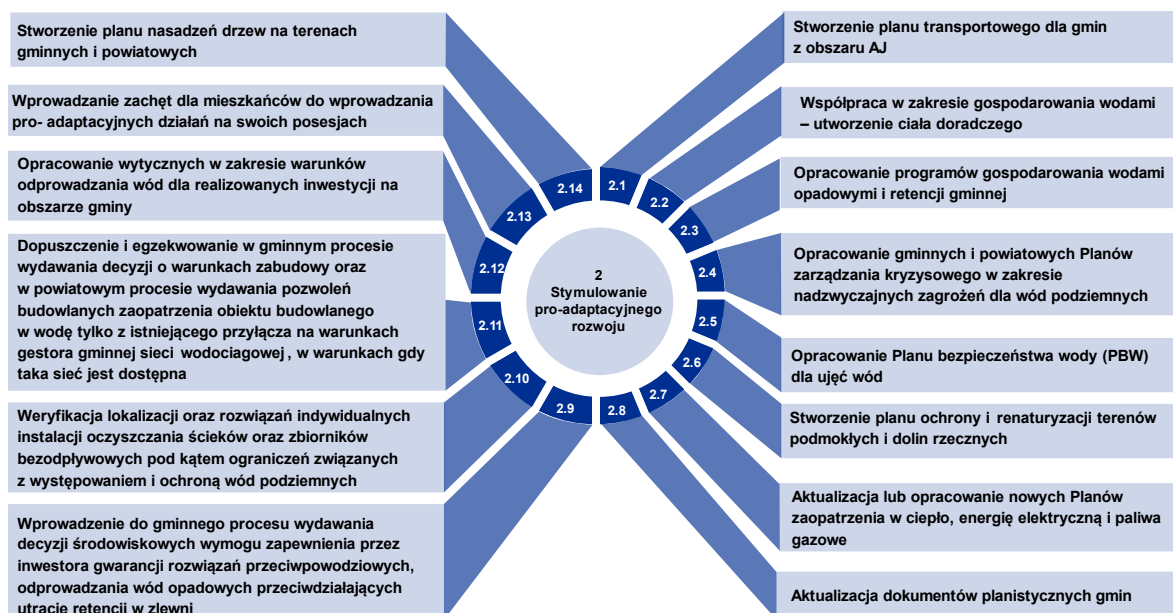 Stworzenie planu nasadzeń drzew na terenach
gminnych i powiatowych
Wprowadzanie zachęt dla mieszkańców do wprowadzania
pro- adaptacyjnych działań na swoich posesjach
Opracowanie wytycznych w zakresie warunków
odprowadzania wód dla realizowanych inwestycji na
obszarze gminy
Dopuszczenie i egzekwowanie w gminnym procesie
wydawania decyzji o warunkach zabudowy oraz
w powiatowym procesie wydawania pozwoleń
budowlanych zaopatrzenia obiektu budowlanego
w wodę tylko z istniejącego przyłącza na warunkach
gestora gminnej sieci wodociagowej , w warunkach gdy
taka sieć jest dostępna
Weryfikacja lokalizacji oraz rozwiązań indywidualnych
instalacji oczyszczania ścieków oraz zbiorników
bezodpływowych pod kątem ograniczeń związanych
z występowaniem i ochroną wód podziemnych
Wprowadzenie do gminnego procesu wydawania
decyzji środowiskowych wymogu zapewnienia przez
inwestora gwarancji rozwiązań przeciwpowodziowych,
odprowadzania wód opadowych przeciwdziałających
utracie retencji w zlewni
2.14
2.13
2.12
2.11
2.10
2.9
2
Stymulowanie
pro-adaptacyjnego
rozwoju
2.1
2.2
2.3
2.4
2.5
2.6
2.7
2.8
Stworzenie planu transportowego dla gmin
z obszaru AJ
Współpraca w zakresie gospodarowania wodami
– utworzenie ciała doradczego
Opracowanie programów gospodarowania wodami
opadowymi i retencji gminnej
Opracowanie gminnych i powiatowych Planów
zarządzania kryzysowego w zakresie
nadzwyczajnych zagrożeń dla wód podziemnych
Opracowanie Planu bezpieczeństwa wody (PBW)
dla ujęć wód
Stworzenie planu ochrony i renaturyzacji terenów
podmokłych i dolin rzecznych
Aktualizacja lub opracowanie nowych Planów
zaopatrzenia w ciepło, energię elektryczną i paliwa
gazowe
Aktualizacja dokumentów planistycznych gmin